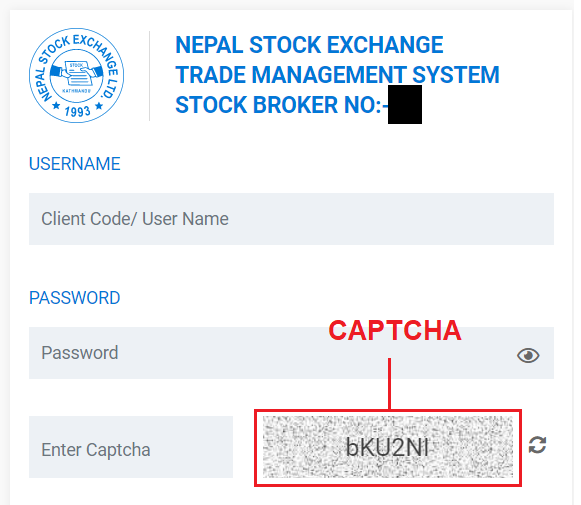 NEPAL STOCK EXCHANGE LTD.
STOCK
KATHMANDU
1993
NEPAL STOCK EXCHANGE
TRADE MANAGEMENT SYSTEM
STOCK BROKER NO:-
USERNAME
Client Code/ User Name
PASSWORD
CAPTCHA
Password
Enter Captcha
bKU2NI